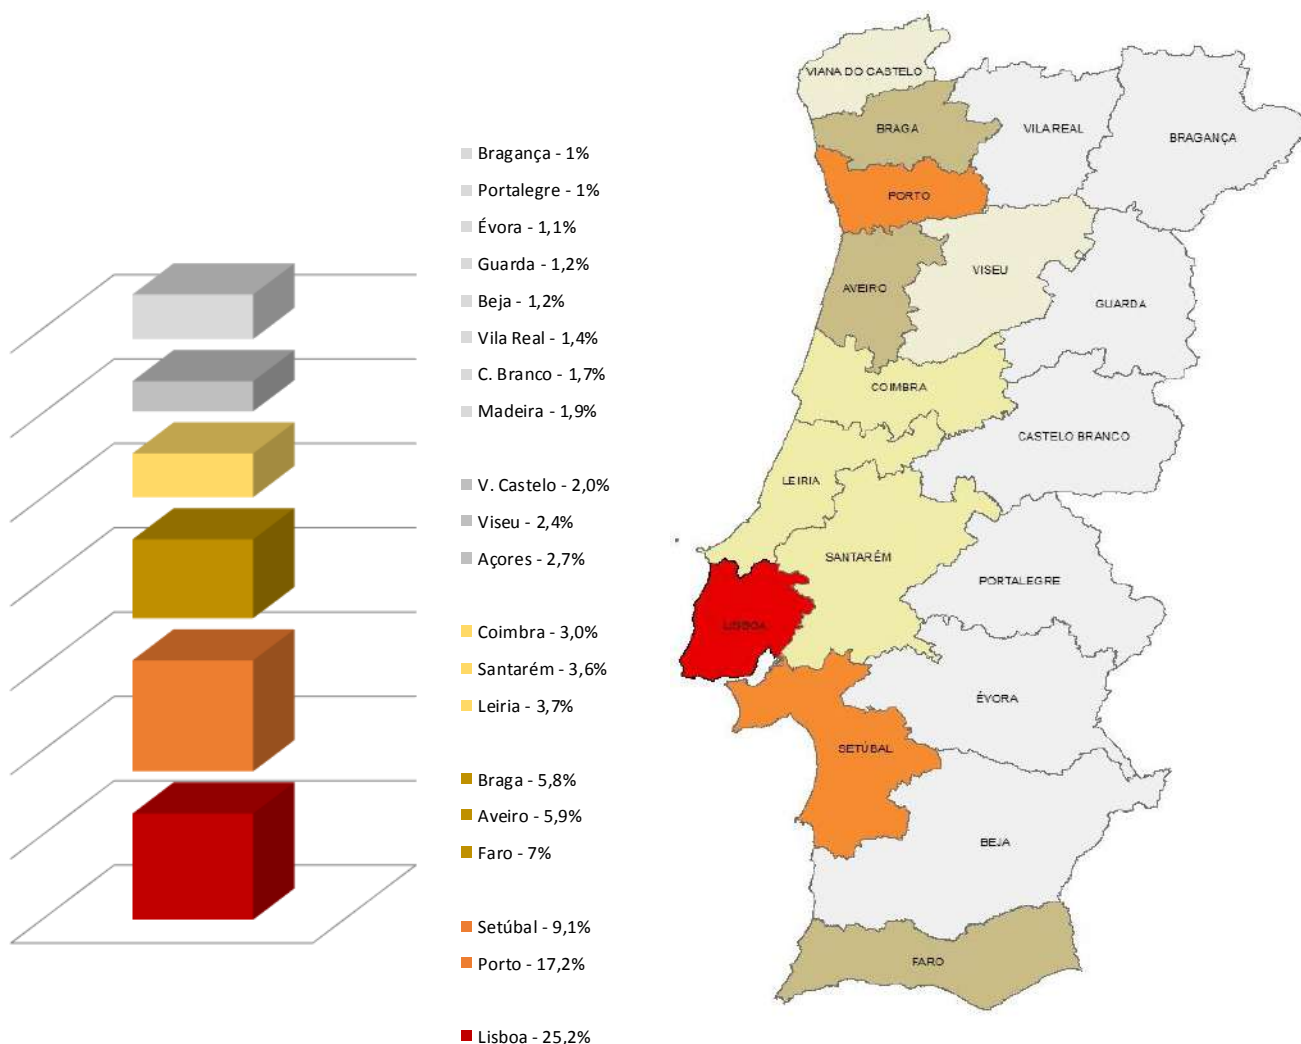 Bragança - 1%
Portalegre - 1%
Évora - 1,1%
Guarda - 1,2%
Beja - 1,2%
Vila Real - 1,4%
C. Branco - 1,7%
Madeira - 1,9%
V. Castelo - 2,0%
Viseu - 2,4%
Açores - 2,7%
Coimbra - 3,0%
Santarém - 3,6%
Leiria - 3,7%
Braga - 5,8%
Aveiro - 5,9%
Faro - 7%
Setúbal - 9,1%
Porto - 17,2%
Lisboa - 25,2%
VIANA DO CASTELO
BRAGA
VILA REAL
BRAGANÇA
PORTO
VISEU
AVEIRO
GUARDA
COIMBRA
CASTELO BRANCO
LEIRIA
SANTARÉM
PORTALEGRE
LISBOA
ÉVORA
SETÚBAL
BEJA
FARO